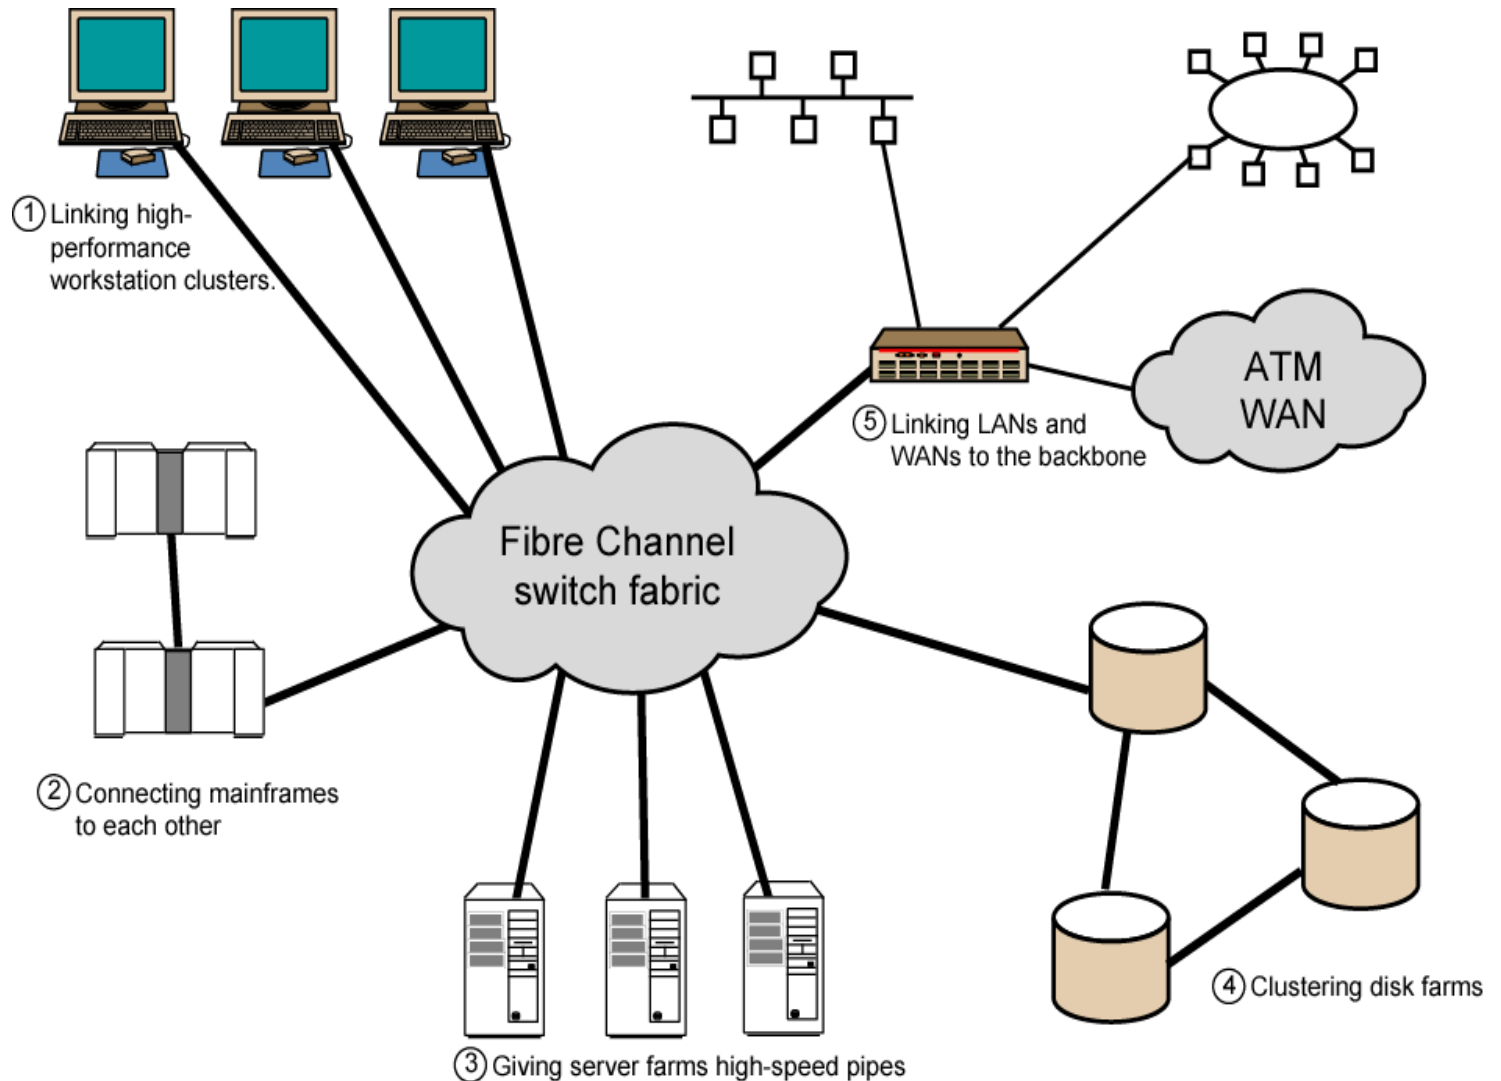 1 Linking high-
performance
workstation clusters.
ATM
WAN
5 Linking LANs and
WANs to the backbone
Fibre Channel
switch fabric
2 Connecting mainframes
to each other
4 Clustering disk farms
3 Giving server farms high-speed pipes